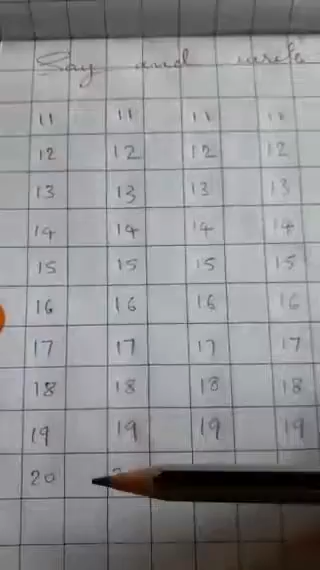 Say and write
11 11 11 11
12 12 12 12
13 13 13 13
14 14 14 14
15 15 15 15
16 16 16 16
17 17 17 17
18 18 18 18
19 19 19 19
20